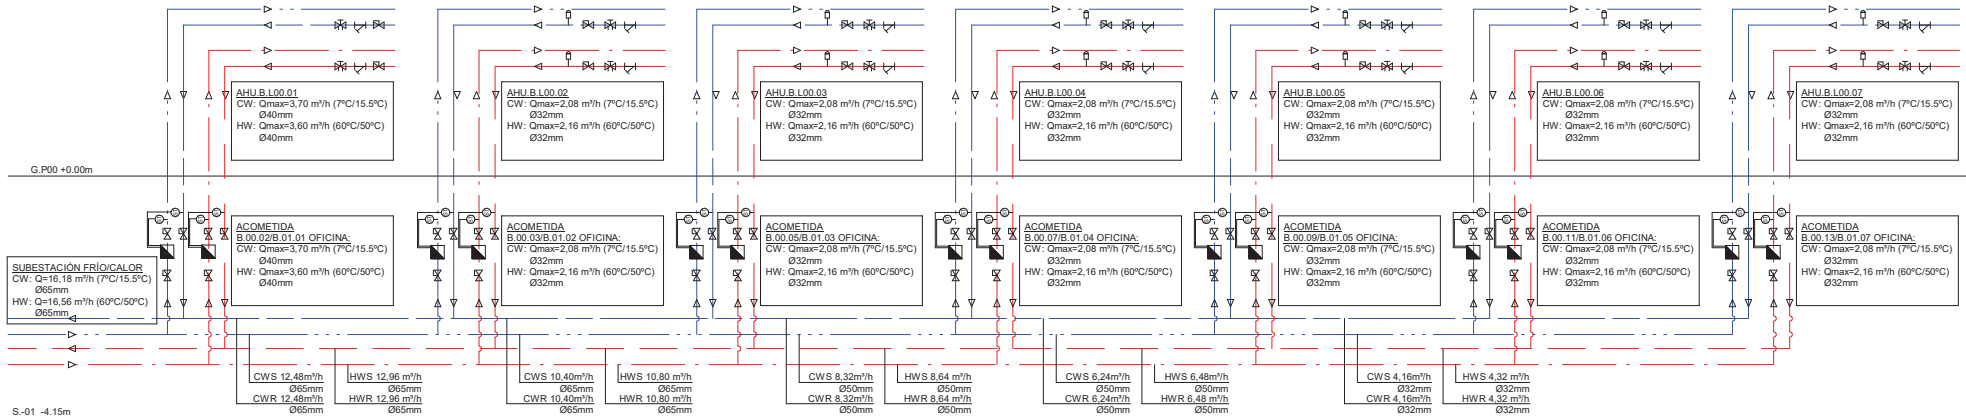 AHU.B.L00.01
CW: Qmax=3,70 m³/h (7ºC/15.5ºC)
Ø40mm
HW: Qmax=3,60 m³/h (60ºC/50ºC)
Ø40mm
AHU.B.L00.02
CW: Qmax=2,08 m³/h (7ºC/15.5ºC)
Ø32mm
HW: Qmax=2,16 m³/h (60ºC/50ºC)
Ø32mm
AHU.B.L00.03
CW: Qmax=2,08 m³/h (7ºC/15.5ºC)
Ø32mm
HW: Qmax=2,16 m³/h (60ºC/50ºC)
Ø32mm
AHU.B.L00.04
CW: Qmax=2,08 m³/h (7ºC/15.5ºC)
Ø32mm
HW: Qmax=2,16 m³/h (60ºC/50ºC)
Ø32mm
AHU.B.L00.05
CW: Qmax=2,08 m³/h (7ºC/15.5ºC)
Ø32mm
HW: Qmax=2,16 m³/h (60ºC/50ºC)
Ø32mm
AHU.B.L00.06
CW: Qmax=2,08 m³/h (7ºC/15.5ºC)
Ø32mm
HW: Qmax=2,16 m³/h (60ºC/50ºC)
Ø32mm
AHU.B.L00.07
CW: Qmax=2,08 m³/h (7ºC/15.5ºC)
Ø32mm
HW: Qmax=2,16 m³/h (60ºC/50ºC)
Ø32mm
G.P00 +0.00m
SUBESTACIÓN FRÍO/CALOR
CW: Q=16,18 m³/h (7ºC/15.5ºC)
Ø65mm
HW: Q=16,56 m³/h (60ºC/50ºC)
Ø65mm
ACOMETIDA
B.00.02/B.01.01 OFICINA:
CW: Qmax=3,70 m³/h (7ºC/15.5ºC)
Ø40mm
HW: Qmax=3,60 m³/h (60ºC/50ºC)
Ø40mm
ACOMETIDA
B.00.03/B.01.02 OFICINA:
CW: Qmax=2,08 m³/h (7ºC/15.5ºC)
Ø32mm
HW: Qmax=2,16 m³/h (60ºC/50ºC)
Ø32mm
ACOMETIDA
B.00.05/B.01.03 OFICINA:
CW: Qmax=2,08 m³/h (7ºC/15.5ºC)
Ø32mm
HW: Qmax=2,16 m³/h (60ºC/50ºC)
Ø32mm
ACOMETIDA
B.00.07/B.01.04 OFICINA:
CW: Qmax=2,08 m³/h (7ºC/15.5ºC)
Ø32mm
HW: Qmax=2,16 m³/h (60ºC/50ºC)
Ø32mm
ACOMETIDA
B.00.09/B.01.05 OFICINA:
CW: Qmax=2,08 m³/h (7ºC/15.5ºC)
Ø32mm
HW: Qmax=2,16 m³/h (60ºC/50ºC)
Ø32mm
ACOMETIDA
B.00.11/B.01.06 OFICINA:
CW: Qmax=2,08 m³/h (7ºC/15.5ºC)
Ø32mm
HW: Qmax=2,16 m³/h (60ºC/50ºC)
Ø32mm
ACOMETIDA
B.00.13/B.01.07 OFICINA:
CW: Qmax=2,08 m³/h (7ºC/15.5ºC)
Ø32mm
HW: Qmax=2,16 m³/h (60ºC/50ºC)
Ø32mm
CWS 12,48m³/h
Ø65mm
CWR 12,48m³/h
Ø65mm
HWS 12,96 m³/h
Ø65mm
HWR 12,96 m³/h
Ø65mm
CWS 10,40m³/h
Ø65mm
CWR 10,40m³/h
Ø65mm
HWS 10,80 m³/h
Ø65mm
HWR 10,80 m³/h
Ø65mm
CWS 8,32m³/h
Ø50mm
CWR 8,32m³/h
Ø50mm
HWS 8,64 m³/h
Ø50mm
HWR 8,64 m³/h
Ø50mm
CWS 6,24m³/h
Ø50mm
CWR 6,24m³/h
Ø50mm
HWS 6,48m³/h
Ø50mm
HWR 6,48 m³/h
Ø50mm
CWS 4,16m³/h
Ø32mm
CWR 4,16m³/h
Ø32mm
HWS 4,32 m³/h
Ø32mm
HWR 4,32 m³/h
Ø32mm
S.-01 -4.15m